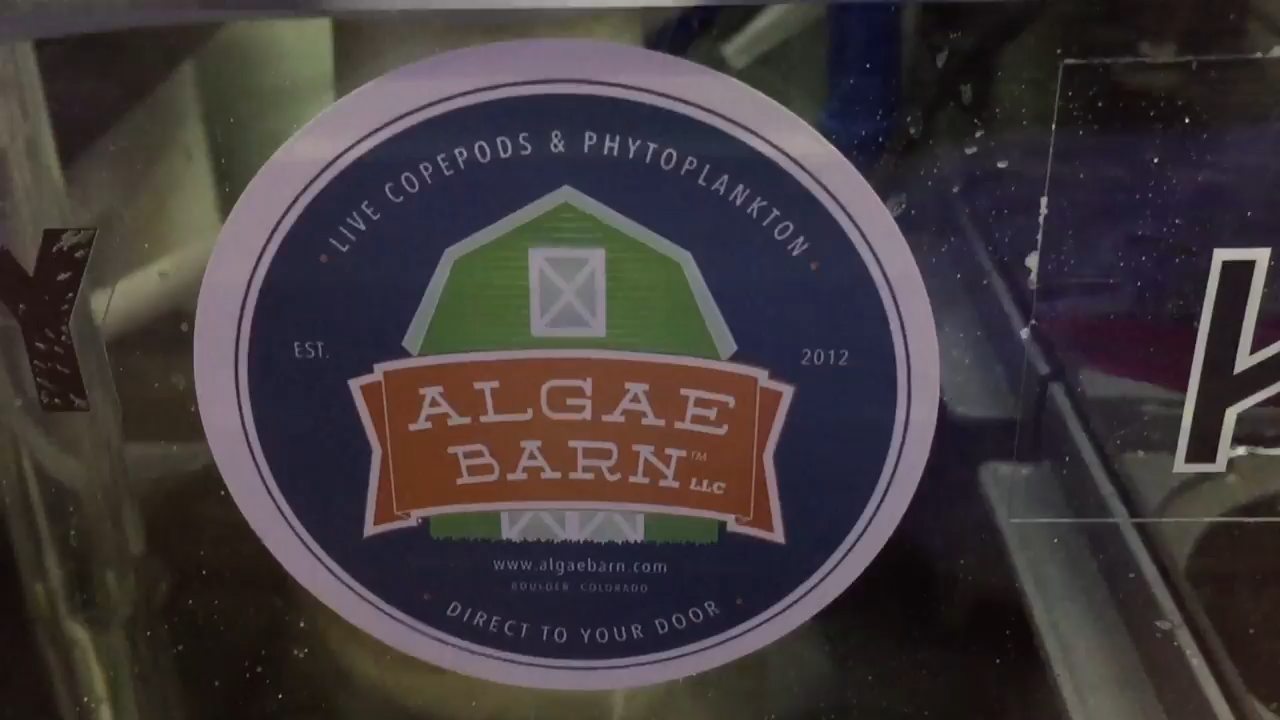 LIVE COPEPODS & PHYTOPLANKTON
EST.
2012
ALGAE
BARN™
LLC
www.algaebarn.com
BOULDER COLORADO
DIRECT TO YOUR DOOR
Y